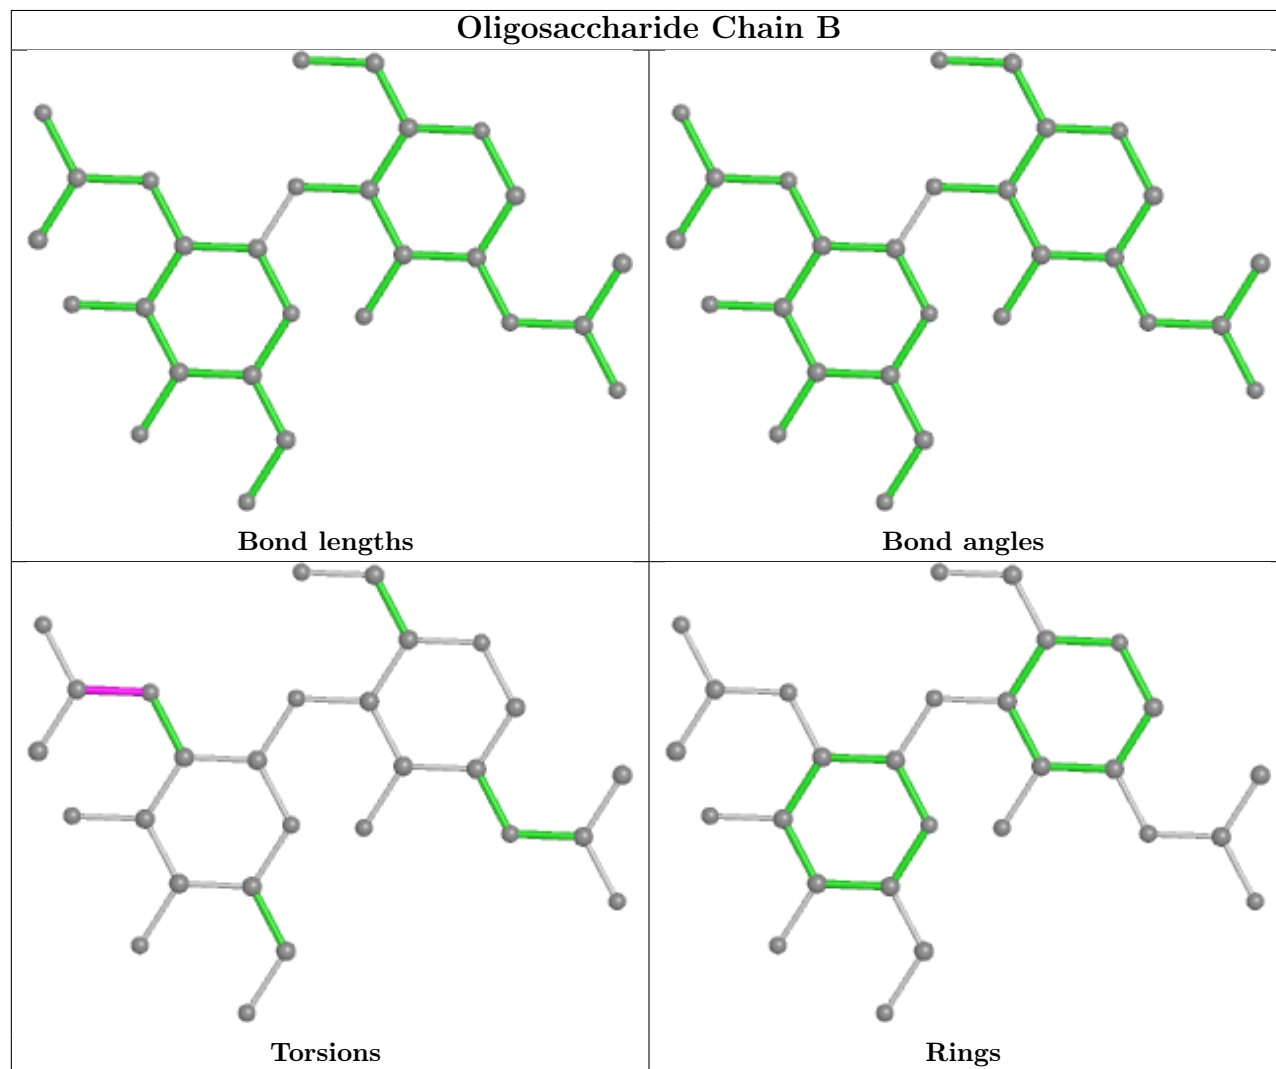 Oligosaccharide Chain B
Bond lengths
Bond angles
Torsions
Rings